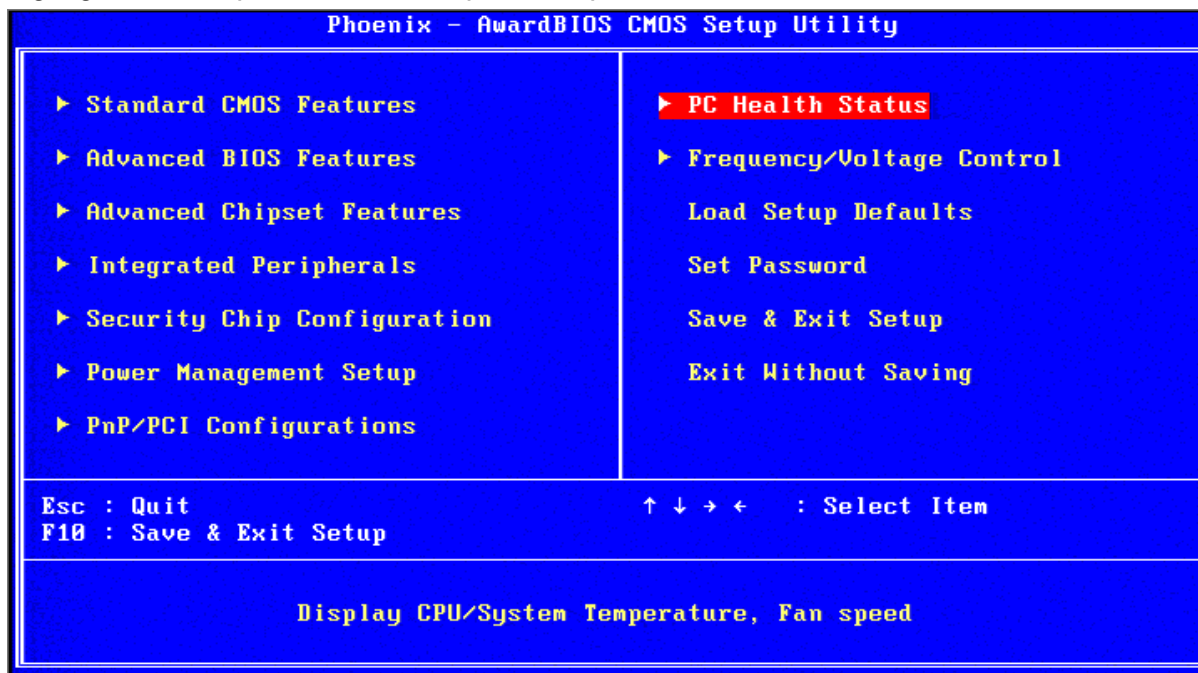 Phoenix - AwardBIOS CMOS Setup Utility
▶ Standard CMOS Features
▶ Advanced BIOS Features
▶ Advanced Chipset Features
▶ Integrated Peripherals
▶ Security Chip Configuration
▶ Power Management Setup
▶ PnP/PCI Configurations
▶ PC Health Status
▶ Frequency/Voltage Control
Load Setup Defaults
Set Password
Save & Exit Setup
Exit Without Saving
Esc : Quit
F10 : Save & Exit Setup
↑ ↓ → ← : Select Item
Display CPU/System Temperature, Fan speed